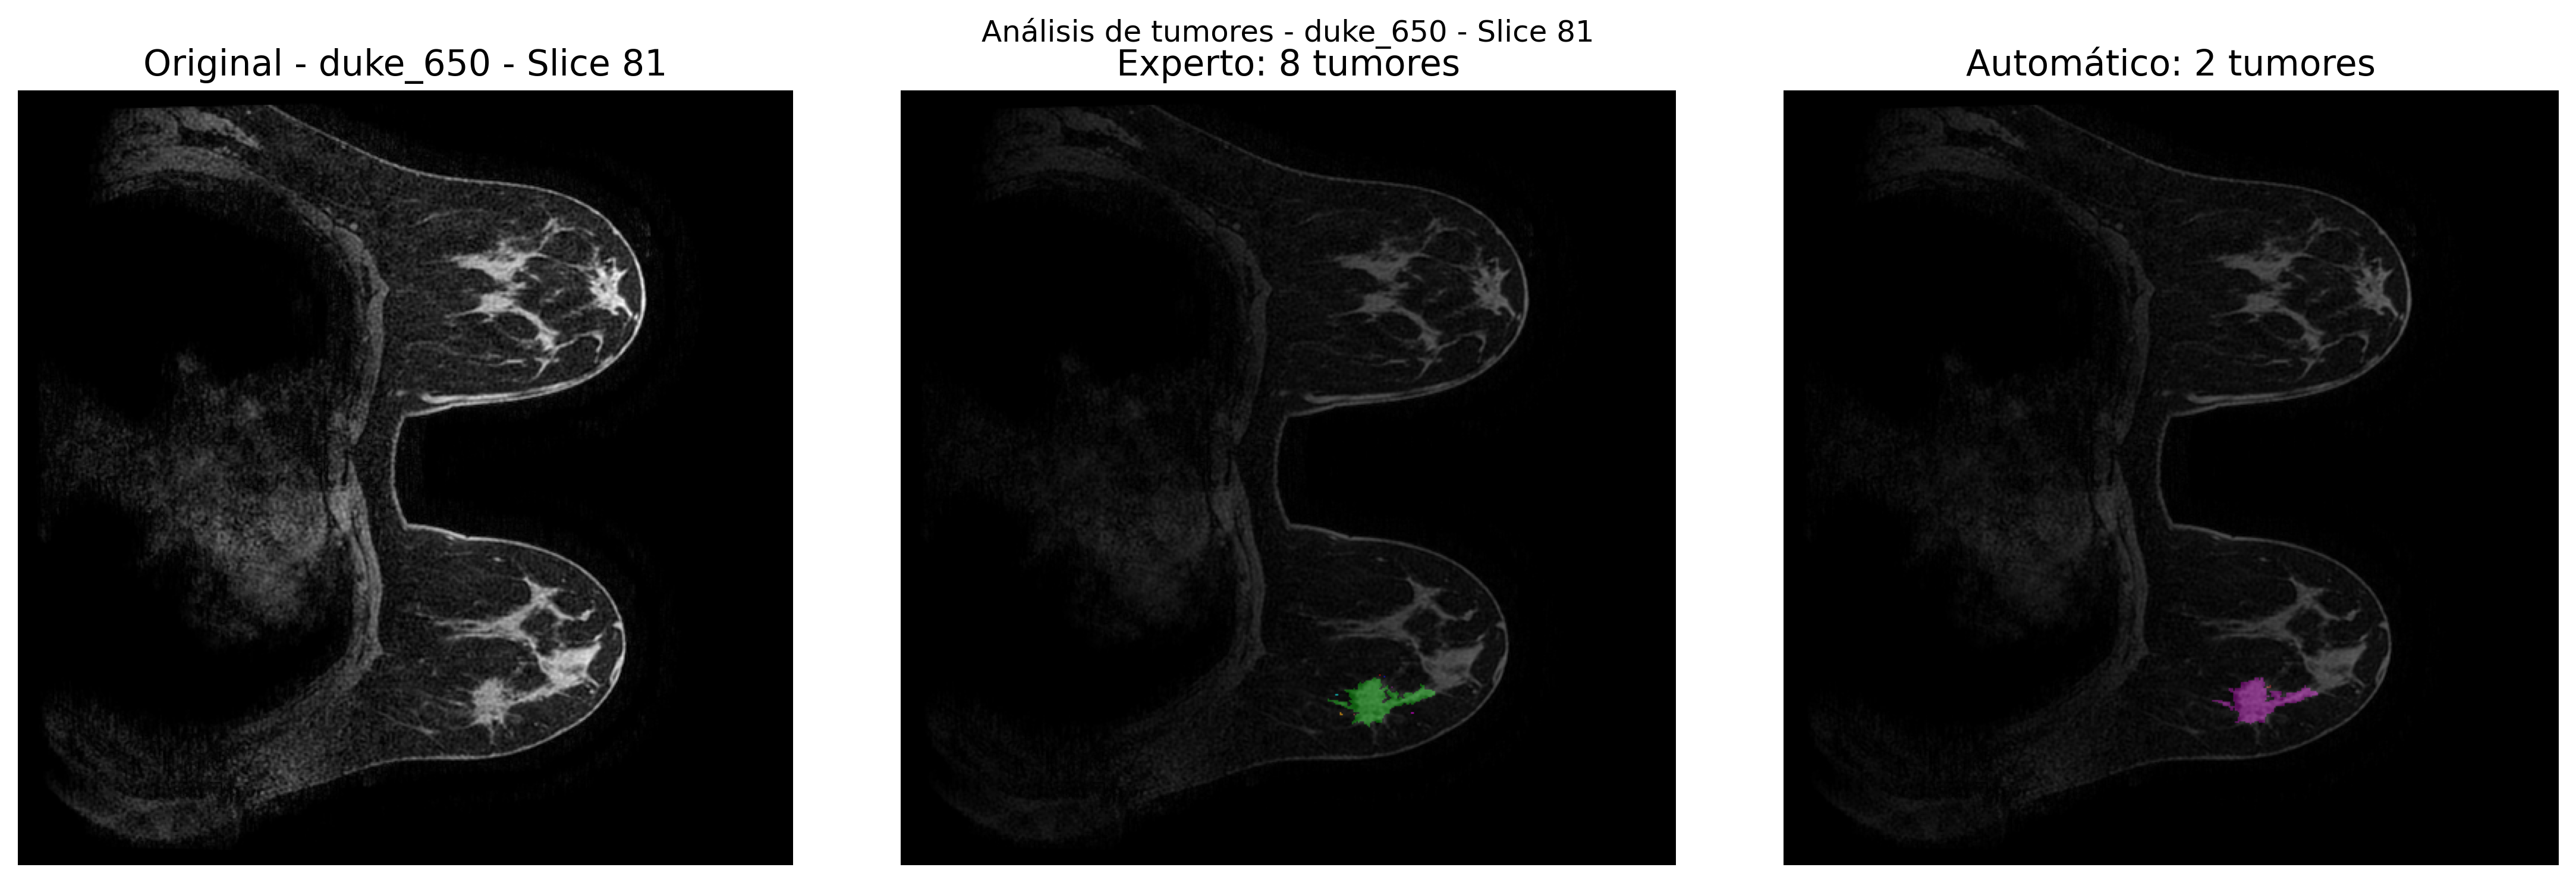 Análisis de tumores - duke_650 - Slice 81
Original - duke_650 - Slice 81
Experto: 8 tumores
Automático: 2 tumores